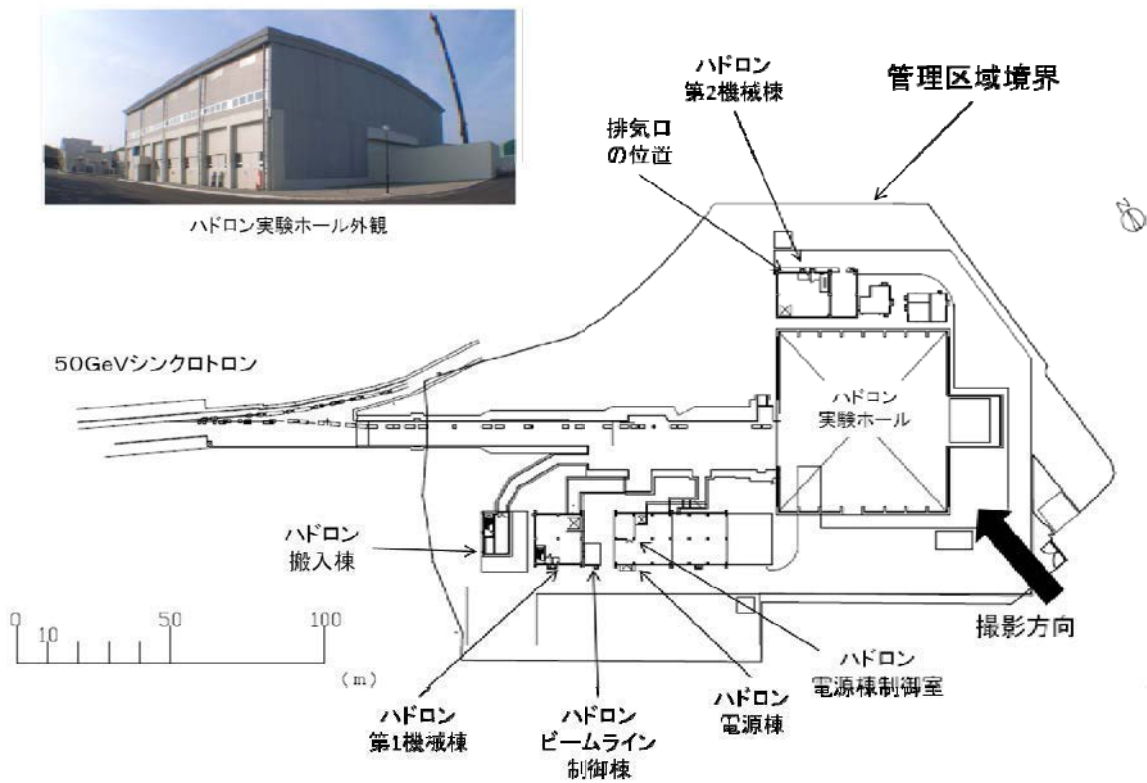 ハドロン
第2機械棟
管理区域境界
排気口
の位置
N
ハドロン実験ホール外観
50GeVシンクロトロン
ハドロン
実験ホール
ハドロン
搬入棟
撮影方向
0
10
50
100
(m)
ハドロン
電源棟制御室
ハドロン
第1機械棟
ハドロン
ビームライン
制御棟
ハドロン
電源棟